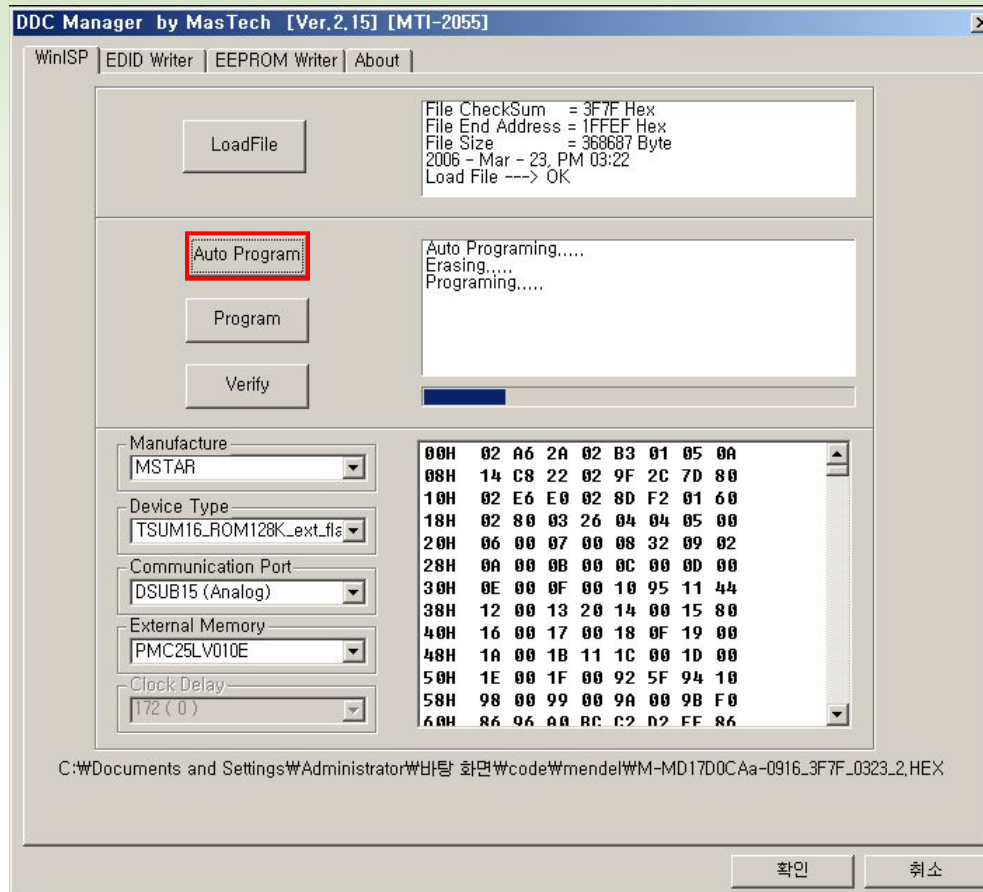 DDC Manager by MasTech [Ver,2,15] [MTI-2055]
WinISP EDID Writer EEPROM Writer About
LoadFile
File CheckSum = 3F7F Hex
File End Address = 1FFEF Hex
File Size = 368687 Byte
2006 - Mar - 23, PM 03:22
Load File ---> OK
Auto Program
Program
Verify
Auto Programing,,,,,
Erasing,,,,,
Programing,,,,,
Manufacture
MSTAR
Device Type
TSUM16_ROM128K_ext_fla
Communication Port
DSUB15 (Analog)
External Memory
PMC25LV010E
Clock Delay
172 ( 0 )
00H 02 A6 2A 02 B3 01 05 0A
08H 14 C8 22 02 9F 2C 7D 80
10H 02 E6 E0 02 8D F2 01 60
18H 02 80 03 26 04 04 05 00
20H 06 00 07 00 08 32 09 02
28H 0A 00 0B 00 0C 00 0D 00
30H 0E 00 0F 00 10 95 11 44
38H 12 00 13 20 14 00 15 80
40H 16 00 17 00 18 0F 19 00
48H 1A 00 1B 11 1C 00 1D 00
50H 1E 00 1F 00 92 5F 94 10
58H 98 00 99 00 9A 00 9B F0
60H 86 96 A0 BC C2 D2 EE 86
C:₩Documents and Settings₩Administrator₩바탕 화면₩code₩mendel₩M-MD17D0CAa-0916_3F7F_0323_2,HEX
확인 취소